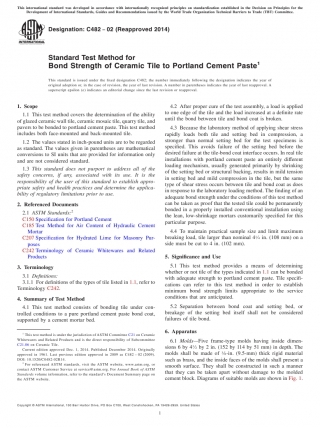 This international standard was developed in accordance with internationally recognized principles on standardization established in the Decision on Principles for the
Development of International Standards, Guides and Recommendations issued by the World Trade Organization Technical Barriers to Trade (TBT) Committee.
Designation: C482 − 02 (Reapproved 2014)
Standard Test Method for
Bond Strength of Ceramic Tile to Portland Cement Paste1
This standard is issued under the fixed designation C482; the number immediately following the designation indicates the year of
original adoption or, in the case of revision, the year of last revision. A number in parentheses indicates the year of last reapproval. A
superscript epsilon (ε) indicates an editorial change since the last revision or reapproval.
1. Scope
1.1 This test method covers the determination of the ability
of glazed ceramic wall tile, ceramic mosaic tile, quarry tile, and
pavers to be bonded to portland cement paste. This test method
includes both face-mounted and back-mounted tile.
1.2 The values stated in inch-pound units are to be regarded
as standard. The values given in parentheses are mathematical
conversions to SI units that are provided for information only
and are not considered standard.
1.3 This standard does not purport to address all of the
safety concerns, if any, associated with its use. It is the
responsibility of the user of this standard to establish appro-
priate safety and health practices and determine the applica-
bility of regulatory limitations prior to use.
2. Referenced Documents
2.1 ASTM Standards:2
C150 Specification for Portland Cement
C185 Test Method for Air Content of Hydraulic Cement
Mortar
C207 Specification for Hydrated Lime for Masonry Pur-
poses
C242 Terminology of Ceramic Whitewares and Related
Products
3. Terminology
3.1 Definitions:
3.1.1 For definitions of the types of tile listed in 1.1, refer to
Terminology C242.
4. Summary of Test Method
4.1 This test method consists of bonding tile under con-
trolled conditions to a pure portland cement paste bond coat,
supported by a cement mortar bed.
1 This test method is under the jurisdiction of ASTM Committee C21 on Ceramic
Whitewares and Related Products and is the direct responsibility of Subcommittee
C21.06 on Ceramic Tile.
Current edition approved Dec. 1, 2014. Published December 2014. Originally
approved in 1961. Last previous edition approved in 2009 as C482 – 02 (2009).
DOI: 10.1520/C0482-02R14.
2 For referenced ASTM standards, visit the ASTM website, www.astm.org, or
contact ASTM Customer Service at service@astm.org. For Annual Book of ASTM
Standards volume information, refer to the standard's Document Summary page on
the ASTM website.
4.2 After proper care of the test assembly, a load is applied
to one edge of the tile and the load increased at a definite rate
until the bond between tile and bond coat is broken.
4.3 Because the laboratory method of applying shear stress
rapidly loads both tile and setting bed in compression, a
stronger than normal setting bed for the test specimens is
specified. This avoids failure of the setting bed before the
desired failure at the tile-bond coat interface occurs. In real tile
installations with portland cement paste an entirely different
loading mechanism, usually generated primarily by shrinking
of the setting bed or structural backing, results in mild tension
in setting bed and mild compression in the tile, but the same
type of shear stress occurs between tile and bond coat as does
in response to the laboratory loading method. The finding of an
adequate bond strength under the conditions of this test method
can be taken as proof that the tested tile could be permanently
bonded in a properly installed conventional installation using
the lean, low-shrinkage mortars customarily specified for this
particular purpose.
4.4 To maintain practical sample size and limit maximum
breaking load, tile larger than nominal 4¼ in. (108 mm) on a
side must be cut to 4 in. (102 mm).
5. Significance and Use
5.1 This test method provides a means of determining
whether or not tile of the types indicated in 1.1 can be bonded
with adequate strength to portland cement paste. The specifi-
cations can refer to this test method in order to establish
minimum bond strength limits appropriate to the service
conditions that are anticipated.
5.2 Separation between bond coat and setting bed, or
breakage of the setting bed itself shall not be considered
failures of tile bond.
6. Apparatus
6.1 Molds—Five frame-type molds having inside dimen-
sions 6 by 4½ by 2 in. (152 by 114 by 51 mm) in depth. The
molds shall be made of ⅜-in. (9.5-mm) thick rigid material
such as brass, and the inside faces of the molds shall present a
smooth surface. They shall be constructed in such a manner
that they can be taken apart without damage to the molded
cement block. Diagrams of suitable molds are shown in Fig. 1.
Copyright © ASTM International, 100 Barr Harbor Drive, PO Box C700, West Conshohocken, PA 19428-2959. United States
1